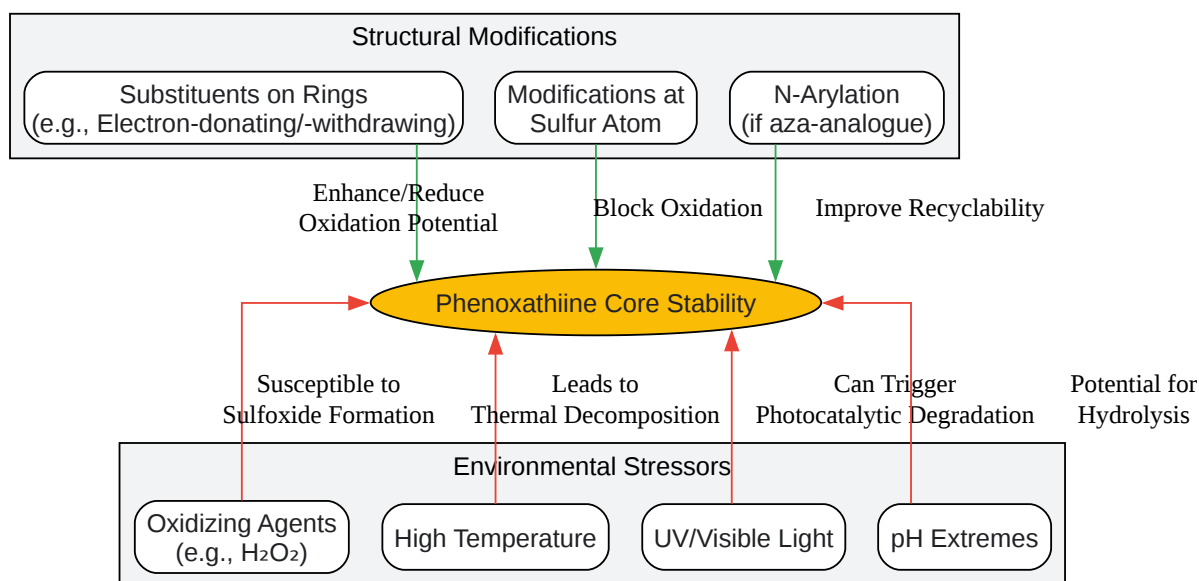 Structural Modifications
Substituents on Rings
(e.g., Electron-donating/-withdrawing)
Modifications at
Sulfur Atom
N-Arylation
(if aza-analogue)
Enhance/Reduce
Oxidation Potential
Block Oxidation
Improve Recyclability
Phenoxathiine Core Stability
Susceptible to
Sulfoxide Formation
Leads to
Thermal Decomposition
Can Trigger
Photocatalytic Degradation
Potential for
Hydrolysis
Environmental Stressors
Oxidizing Agents
(e.g., H₂O₂)
High Temperature
UV/Visible Light
pH Extremes